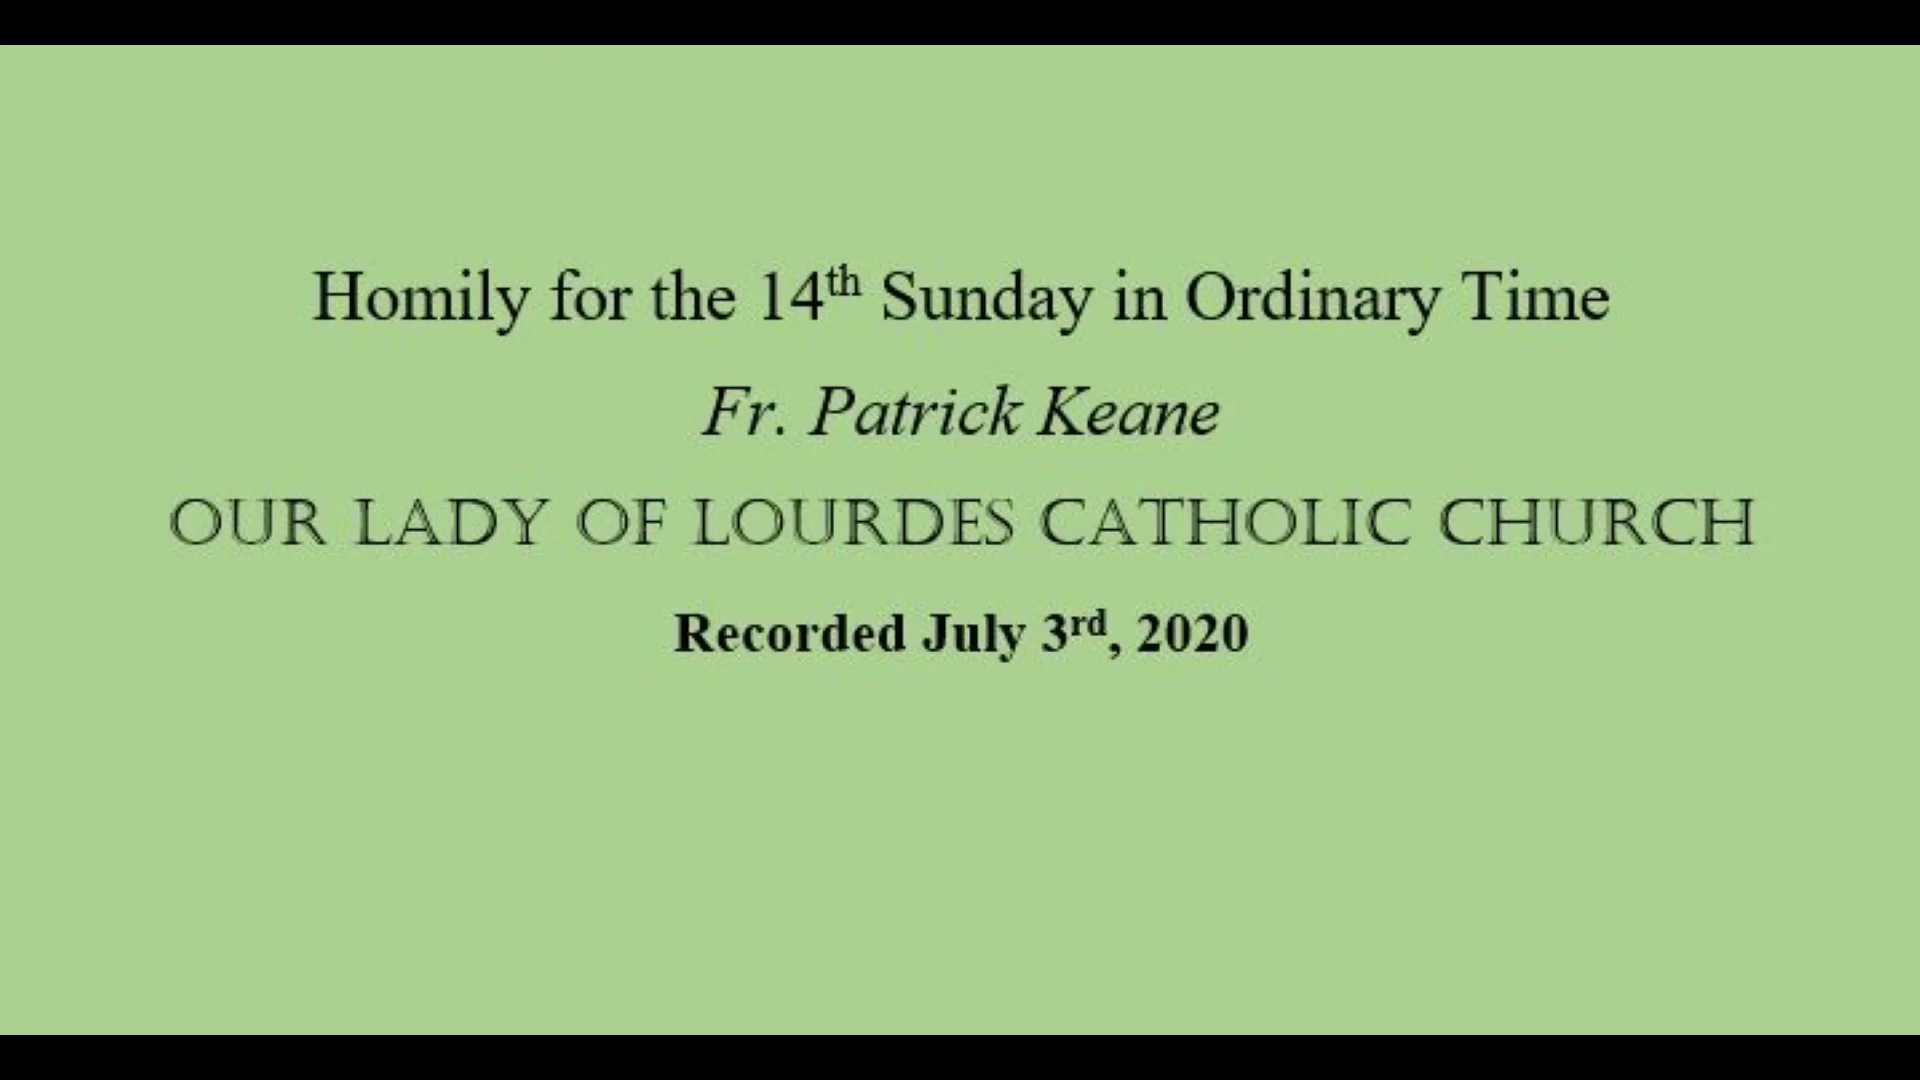 Homily for the 14th Sunday in Ordinary Time
Fr. Patrick Keane
OUR LADY OF LOURDES CATHOLIC CHURCH
Recorded July 3rd, 2020